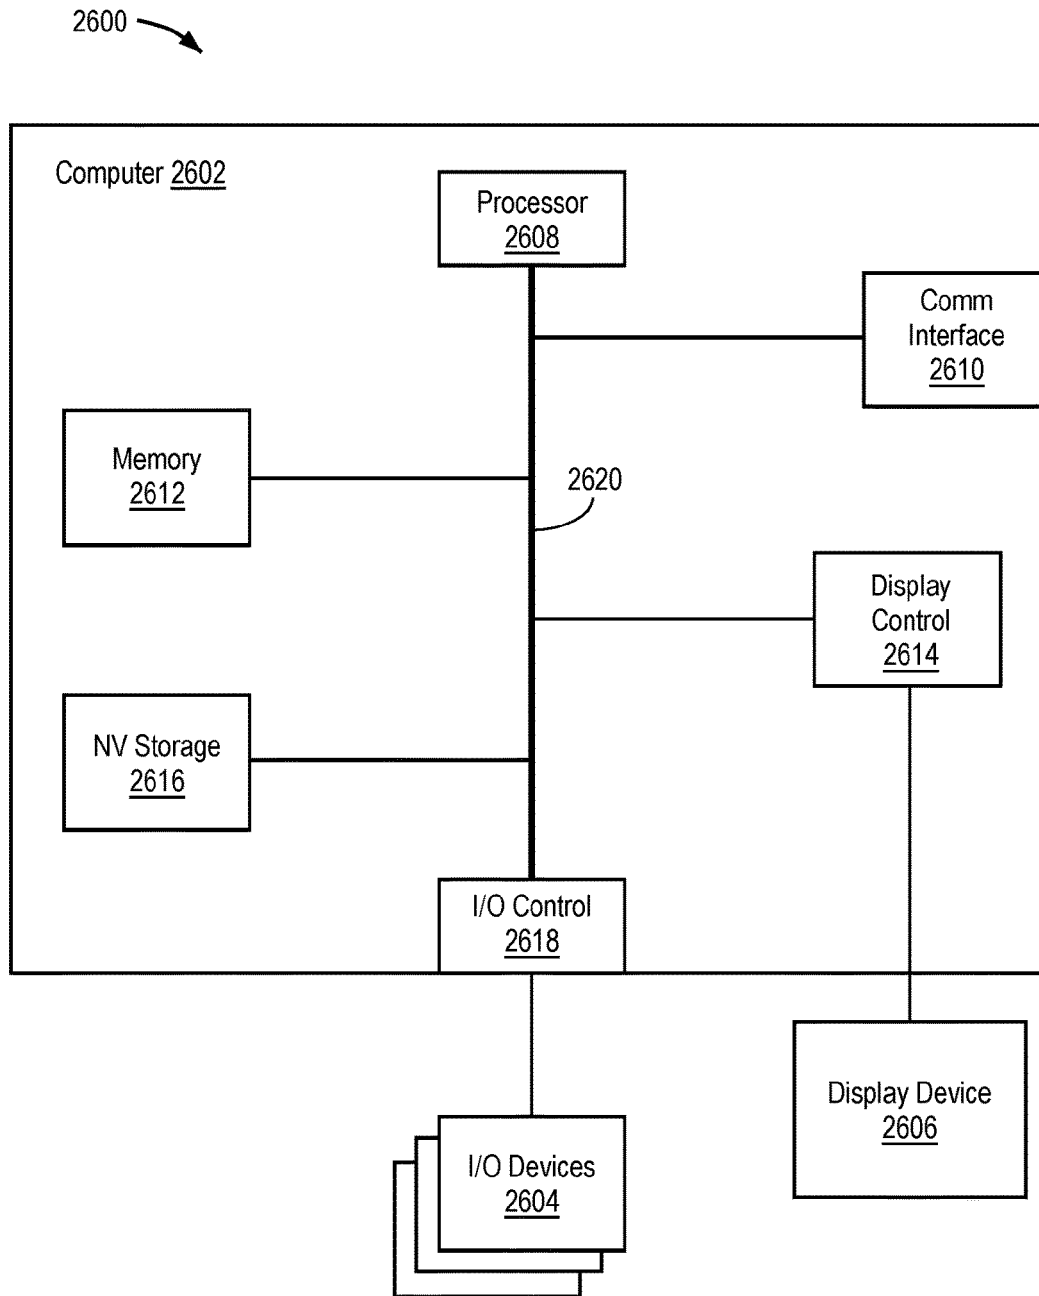 2600
Computer 2602
Processor
2608
Comm
Interface
2610
Memory
2612
2620
Display
Control
2614
NV Storage
2616
I/O Control
2618
Display Device
2606
I/O Devices
2604